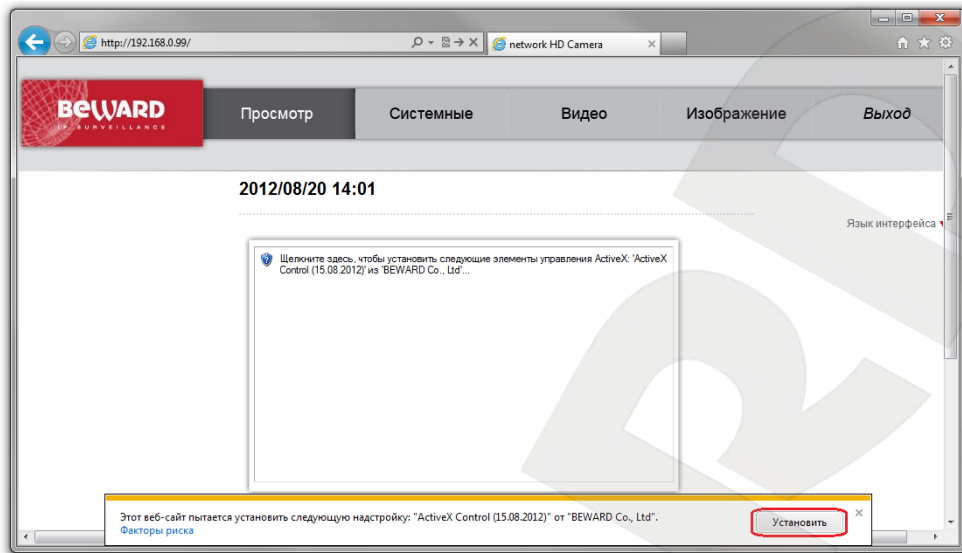 http://192.168.0.99/
network HD Camera
BEWARD
IP SURVEILLANCE
Просмотр
Системные
Видео
Изображение
Выход
2012/08/20 14:01
Язык интерфейса
Щелкните здесь, чтобы установить следующие элементы управления ActiveX: 'ActiveX
Control (15.08.2012)' из 'BEWARD Co., Ltd'...
Этот веб-сайт пытается установить следующую надстройку: "ActiveX Control (15.08.2012)" от "BEWARD Co., Ltd".
Факторы риска
Установить